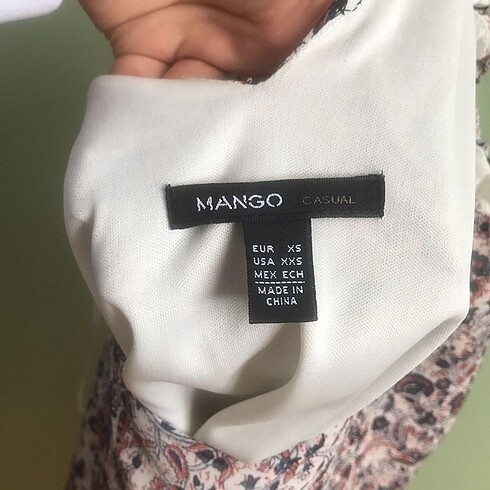 MANGO CASUAL
EUR XS
USA XXS
MEX ECH
MADE IN
CHINA